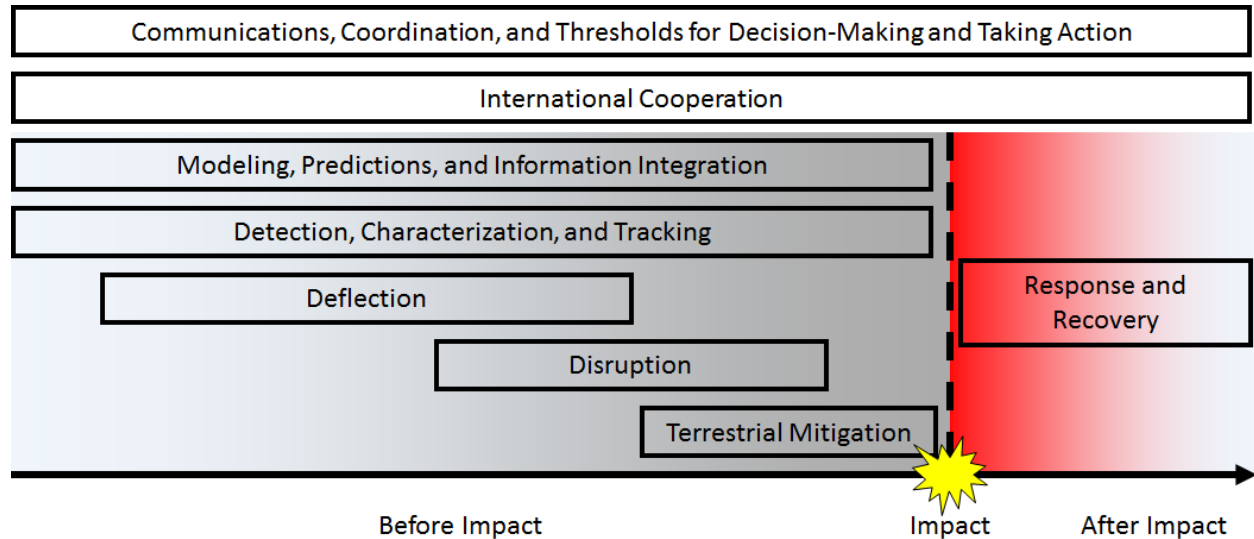 Communications, Coordination, and Thresholds for Decision-Making and Taking Action
International Cooperation
Modeling, Predictions, and Information Integration
Detection, Characterization, and Tracking
Deflection
Response and
Recovery
Disruption
Terrestrial Mitigation
Before Impact
Impact
After Impact